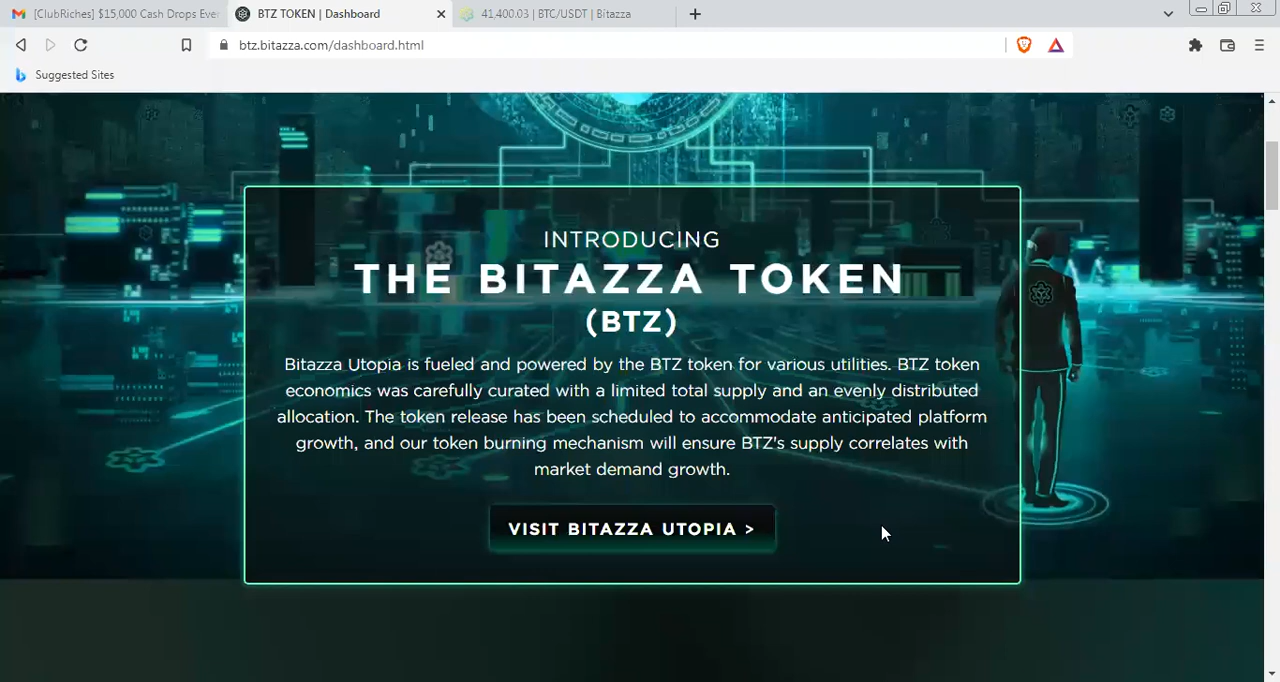 [ClubRiches] $15,000 Cash Drops Ever
BTZ TOKEN | Dashboard
41,400.03 | BTC/USDT | Bitazza
btz.bitazza.com/dashboard.html
Suggested Sites
INTRODUCING
THE BITAZZA TOKEN
(BTZ)
Bitazza Utopia is fueled and powered by the BTZ token for various utilities. BTZ token
economics was carefully curated with a limited total supply and an evenly distributed
allocation. The token release has been scheduled to accommodate anticipated platform
growth, and our token burning mechanism will ensure BTZ's supply correlates with
market demand growth.
VISIT BITAZZA UTOPIA >